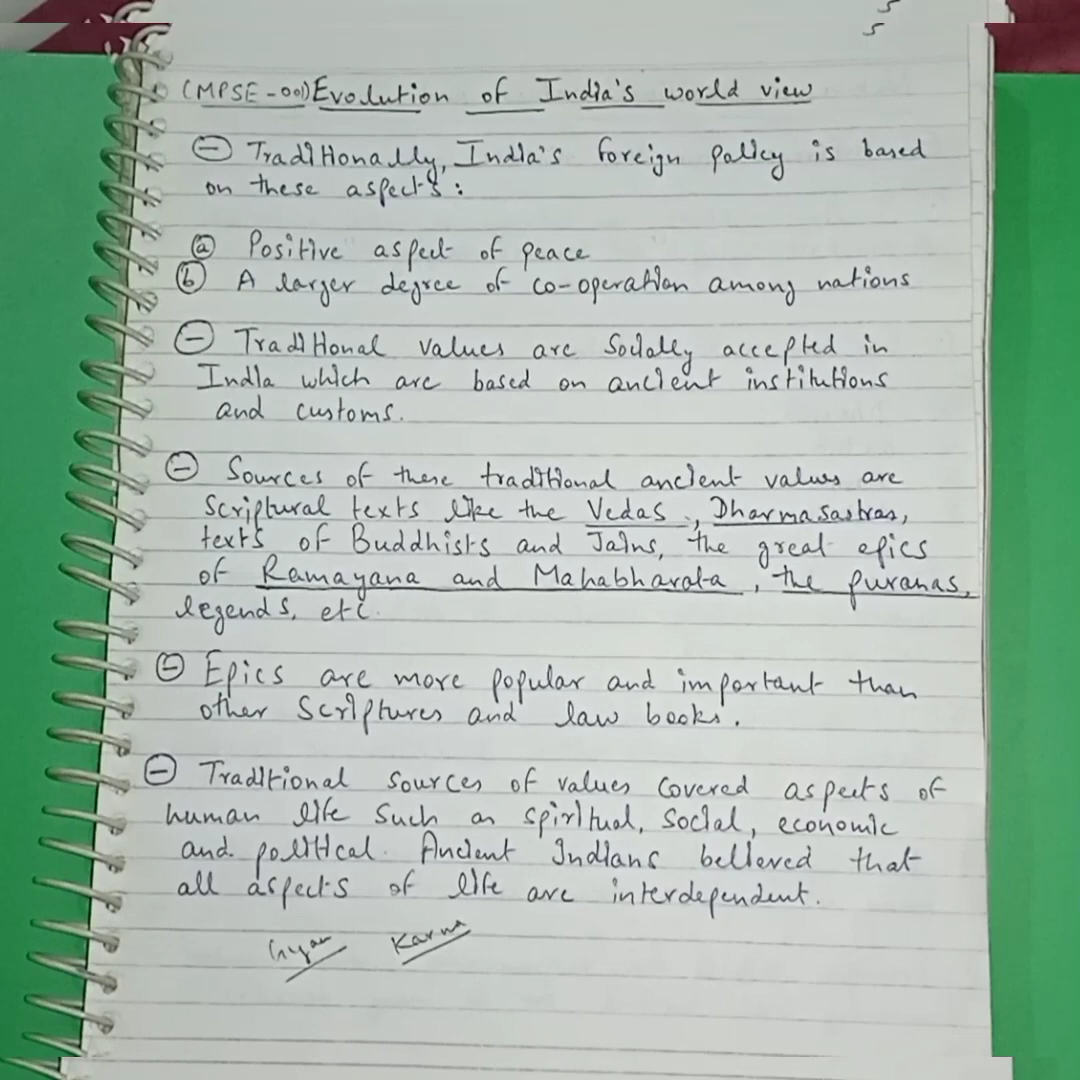 5
5
(MPSE-001) Evolution of India's world view
⊖ Traditionally, India's foreign policy is based
on these aspects:
ⓐ Positive aspect of peace
ⓑ A larger degree of co-operation among nations
⊖ Traditional values are socially accepted in
India which are based on ancient institutions
and customs.
⊖ Sources of these traditional ancient values are
scriptural texts like the Vedas, Dharmasastras,
texts of Buddhists and Jains, the great epics
of Ramayana and Mahabharata, the puranas,
legends, etc.
⊖ Epics are more popular and important than
other scriptures and law books.
⊖ Traditional sources of values covered aspects of
human life such as spiritual, social, economic
and political. Ancient Indians believed that
all aspects of life are interdependent.
Gyan Karma